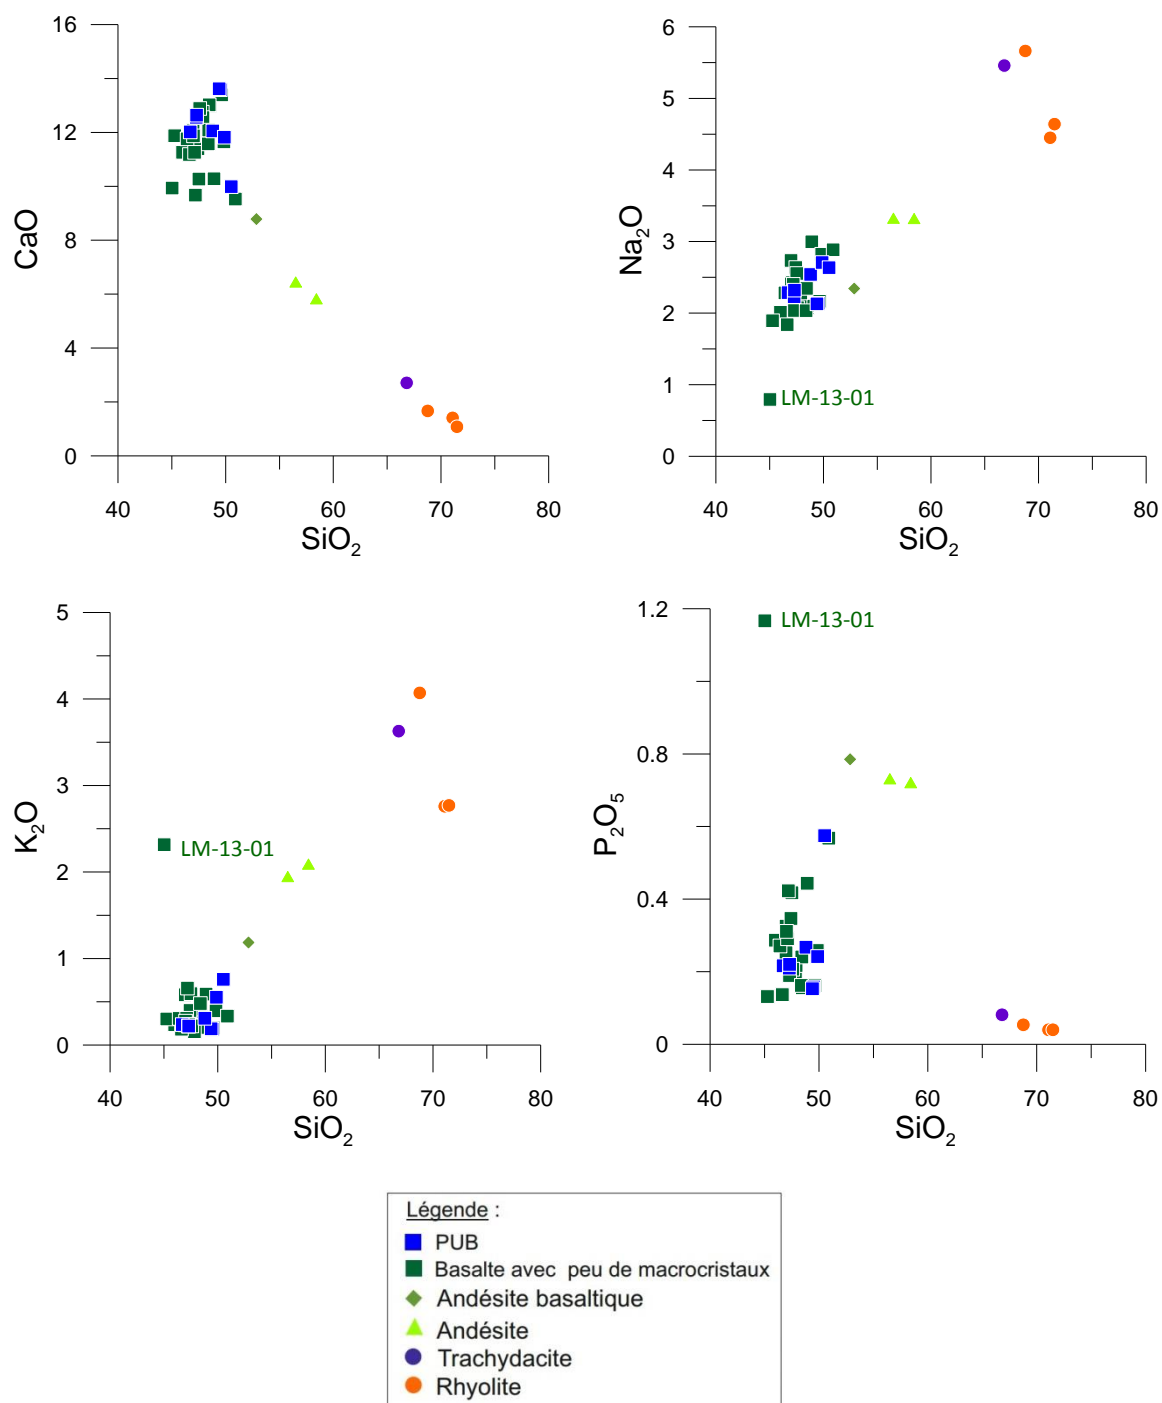 16
12
8
4
0
CaO
40 50 60 70 80
SiO₂
6
5
4
3
2
1
0
Na₂O
LM-13-01
40 50 60 70 80
SiO₂
5
4
3
2
1
0
K₂O
LM-13-01
40 50 60 70 80
SiO₂
1.2
0.8
0.4
0
P₂O₅
LM-13-01
40 50 60 70 80
SiO₂
Légende :
PUB
Basalte avec peu de macrocristaux
Andésite basaltique
Andésite
Trachydacite
Rhyolite